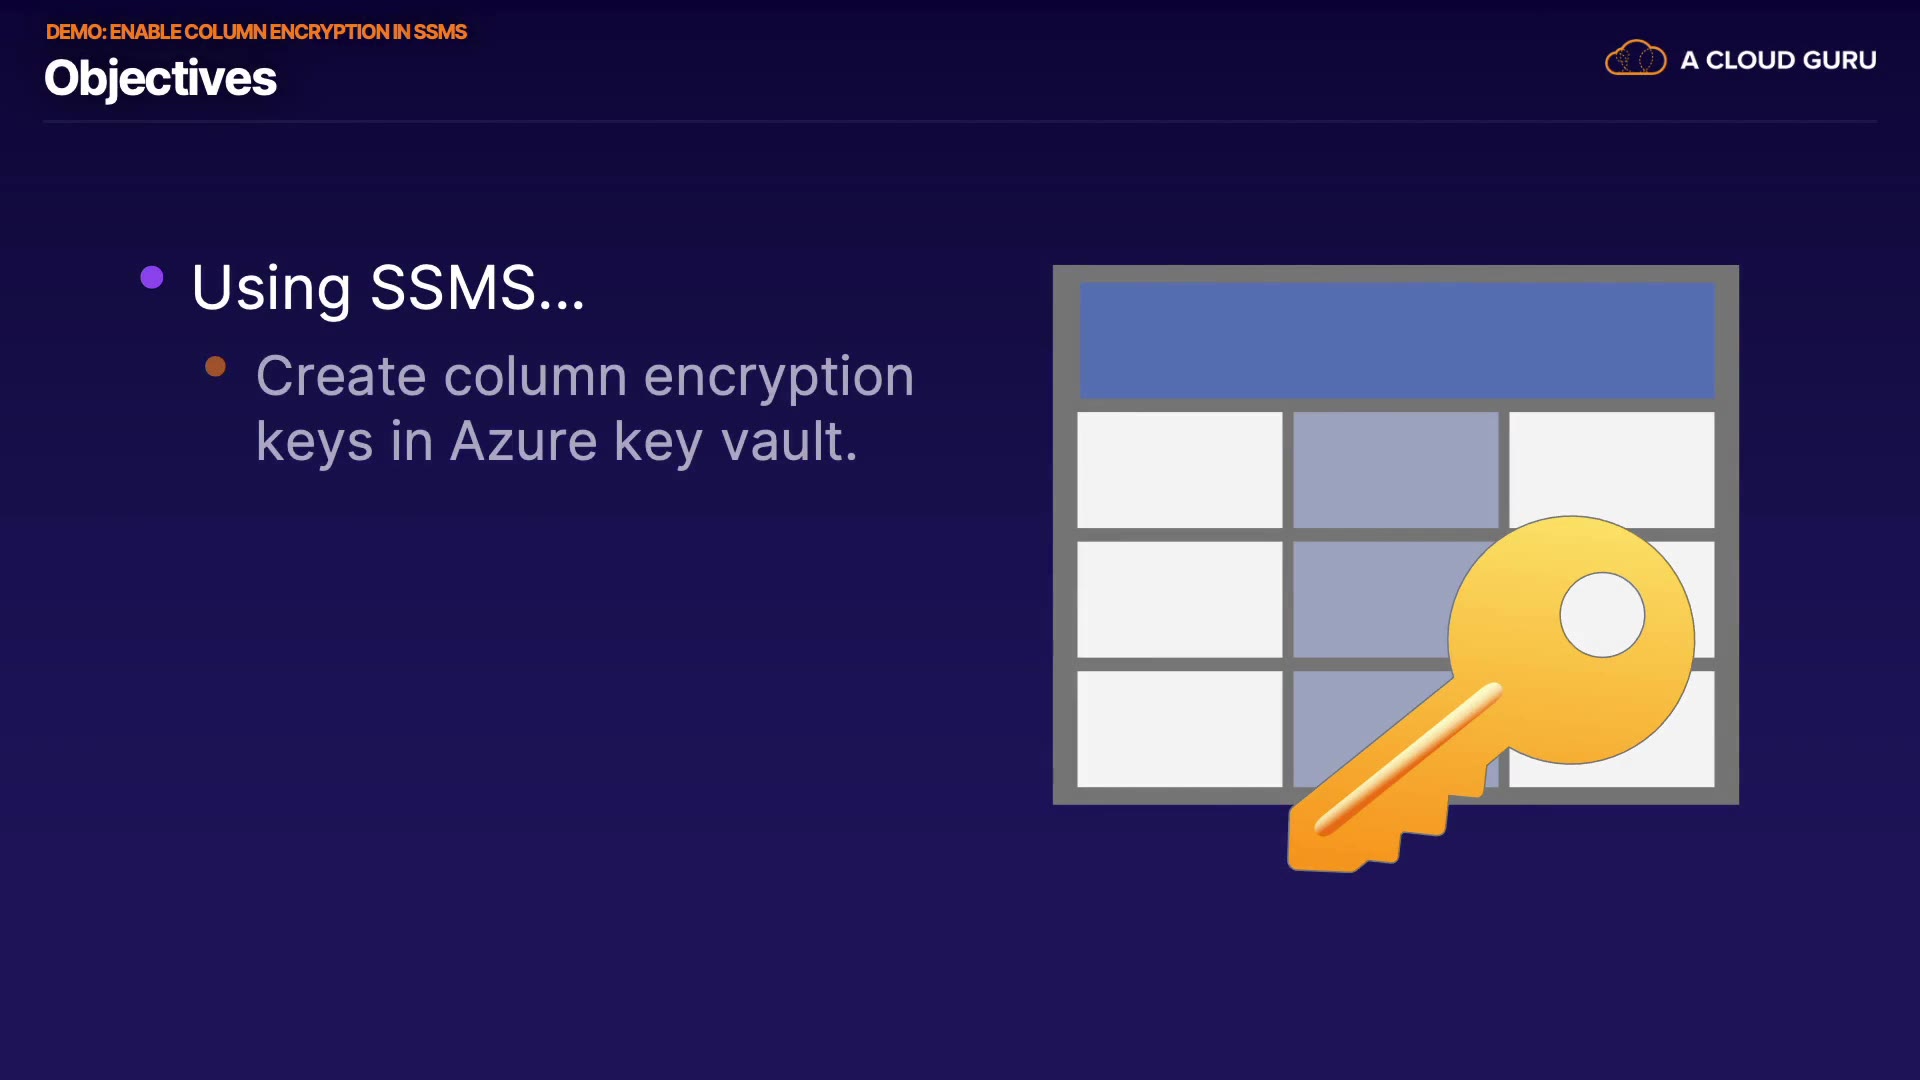 DEMO: ENABLE COLUMN ENCRYPTION IN SSMS
Objectives
A CLOUD GURU
Using SSMS...
Create column encryption
keys in Azure key vault.